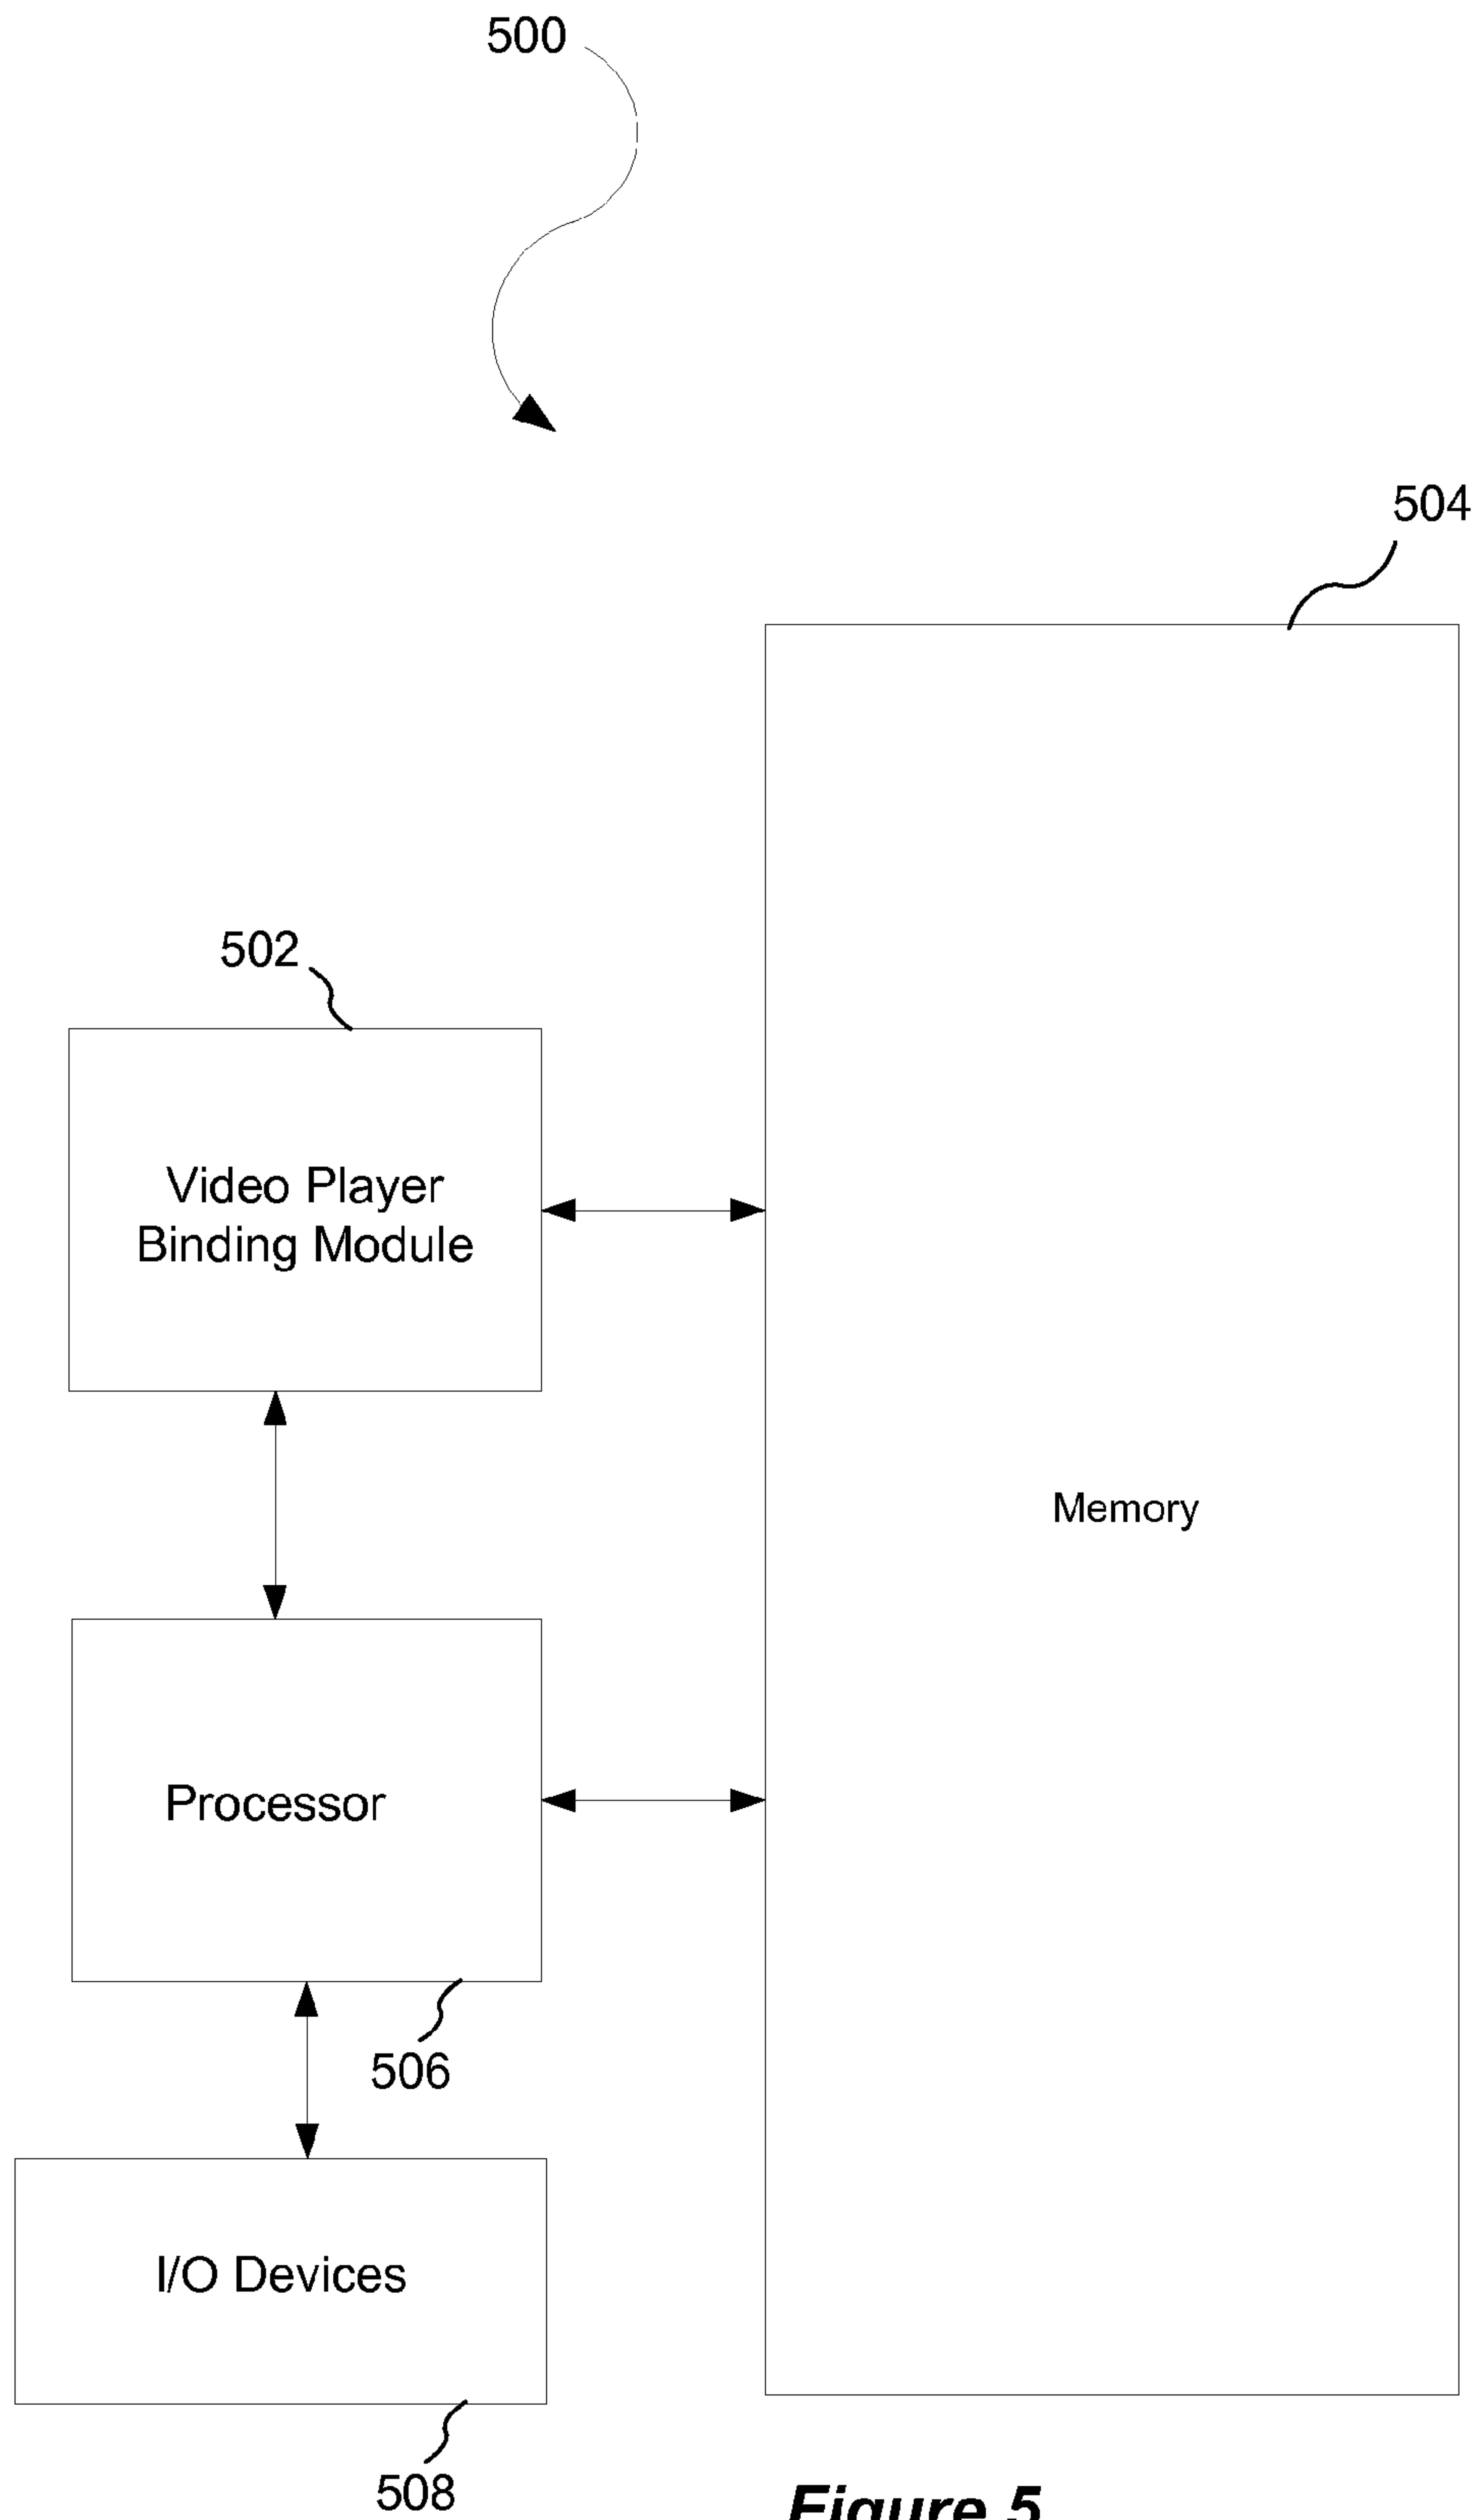 500
504
502
Video Player
Binding Module
Memory
Processor
506
I/O Devices
508
Figure 5